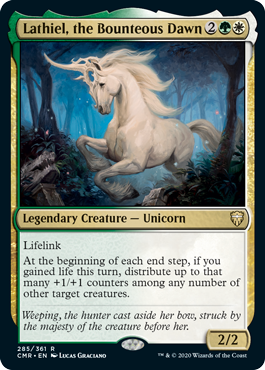 Lathiel, the Bounteous Dawn 2
Legendary Creature — Unicorn
Lifelink
At the beginning of each end step, if you
gained life this turn, distribute up to that
many +1/+1 counters among any number of
other target creatures.
Weeping, the hunter cast aside her bow, struck by
the majesty of the creature before her.
2/2
285/361 R
CMR • EN Lucas Graciano
™ & © 2020 Wizards of the Coast